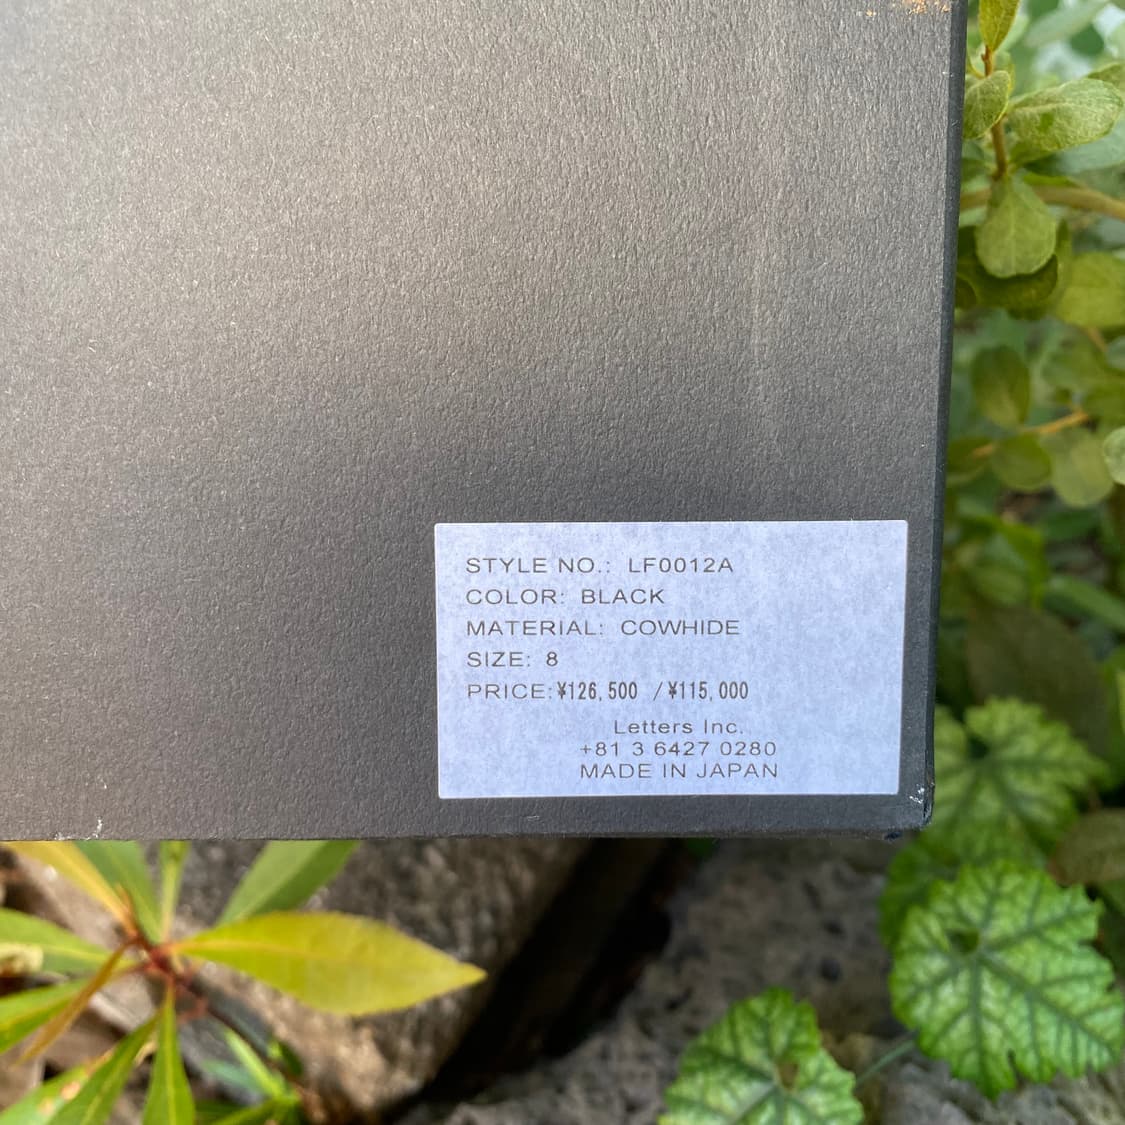 STYLE NO.: LF0012A
COLOR: BLACK
MATERIAL: COWHIDE
SIZE: 8
PRICE:¥126,500 /¥115,000
Letters Inc.
+81 3 6427 0280
MADE IN JAPAN